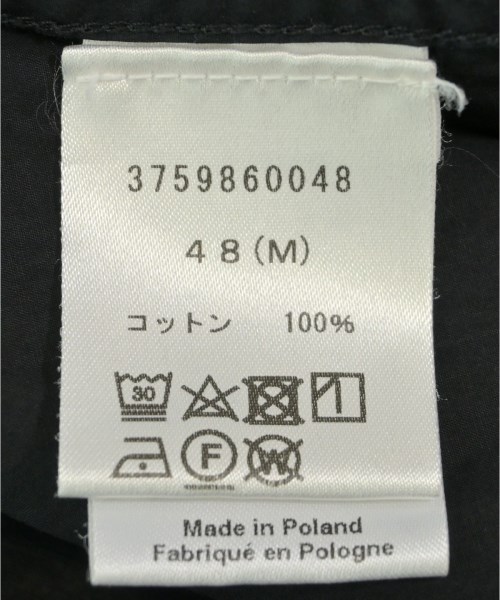 3759860048
48(M)
コットン 100%
30
F W
Made in Poland
Fabriqué en Pologne